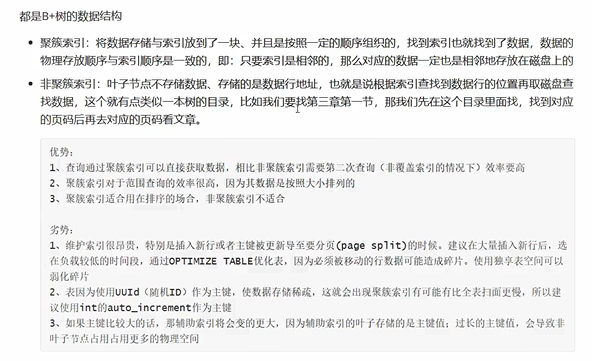 都是B+树的数据结构
聚簇索引：将数据存储与索引放到了一块、并且是按照一定的顺序组织的，找到索引也就找到了数据，数据的
物理存放顺序与索引顺序是一致的，即：只要索引是相邻的，那么对应的数据一定也是相邻地存放在磁盘上的
非聚簇索引：叶子节点不存储数据、存储的是数据行地址，也就是说根据索引查找到数据行的位置再取磁盘查
找数据，这个就有点类似一本树的目录，比如我们要找第三章第一节，那我们先在这个目录里面找，找到对应
的页码后再去对应的页码看文章。
优势：
1、查询通过聚簇索引可以直接获取数据，相比非聚簇索引需要第二次查询（非覆盖索引的情况下）效率要高
2、聚簇索引对于范围查询的效率很高，因为其数据是按照大小排列的
3、聚簇索引适合用在排序的场合，非聚簇索引不适合
劣势：
1、维护索引很昂贵，特别是插入新行或者主键被更新导至要分页(page split)的时候。建议在大量插入新行后，选
在负载较低的时间段，通过OPTIMIZE TABLE优化表，因为必须被移动的行数据可能造成碎片。使用独享表空间可以
弱化碎片
2、表因为使用UUId（随机ID）作为主键，使数据存储稀疏，这就会出现聚簇索引有可能有比全表扫面更慢，所以建
议使用int的auto_increment作为主键
3、如果主键比较大的话，那辅助索引将会变的更大，因为辅助索引的叶子存储的是主键值；过长的主键值，会导致非
叶子节点占用占用更多的物理空间